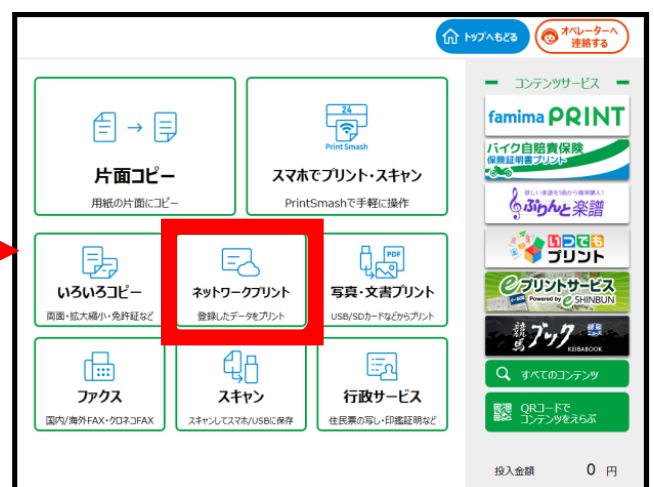 トップへもどる
オペレーターへ
連絡する
片面コピー
用紙の片面にコピー
24
Print Smash
スマホでプリント・スキャン
PrintSmashで手軽に操作
いろいろコピー
両面・拡大縮小・免許証など
ネットワークプリント
登録したデータをプリント
PDF
写真・文書プリント
USB/SDカードなどからプリント
ファクス
国内/海外FAX・クロネコFAX
スキャン
スキャンしてスマホ/USBに保存
行政サービス
住民票の写し・印鑑証明など
コンテンツサービス
famima PRINT
バイク自賠責保険
保険証明書プリント
欲しい楽譜を1曲から簡単購入!
ぷりんと楽譜
いつでも
プリント
eプリントサービス
Powered by e SHINBUN
競馬ブック
KEIBABOOK
すべてのコンテンツ
QRコードで
コンテンツをえらぶ
投入金額 0 円